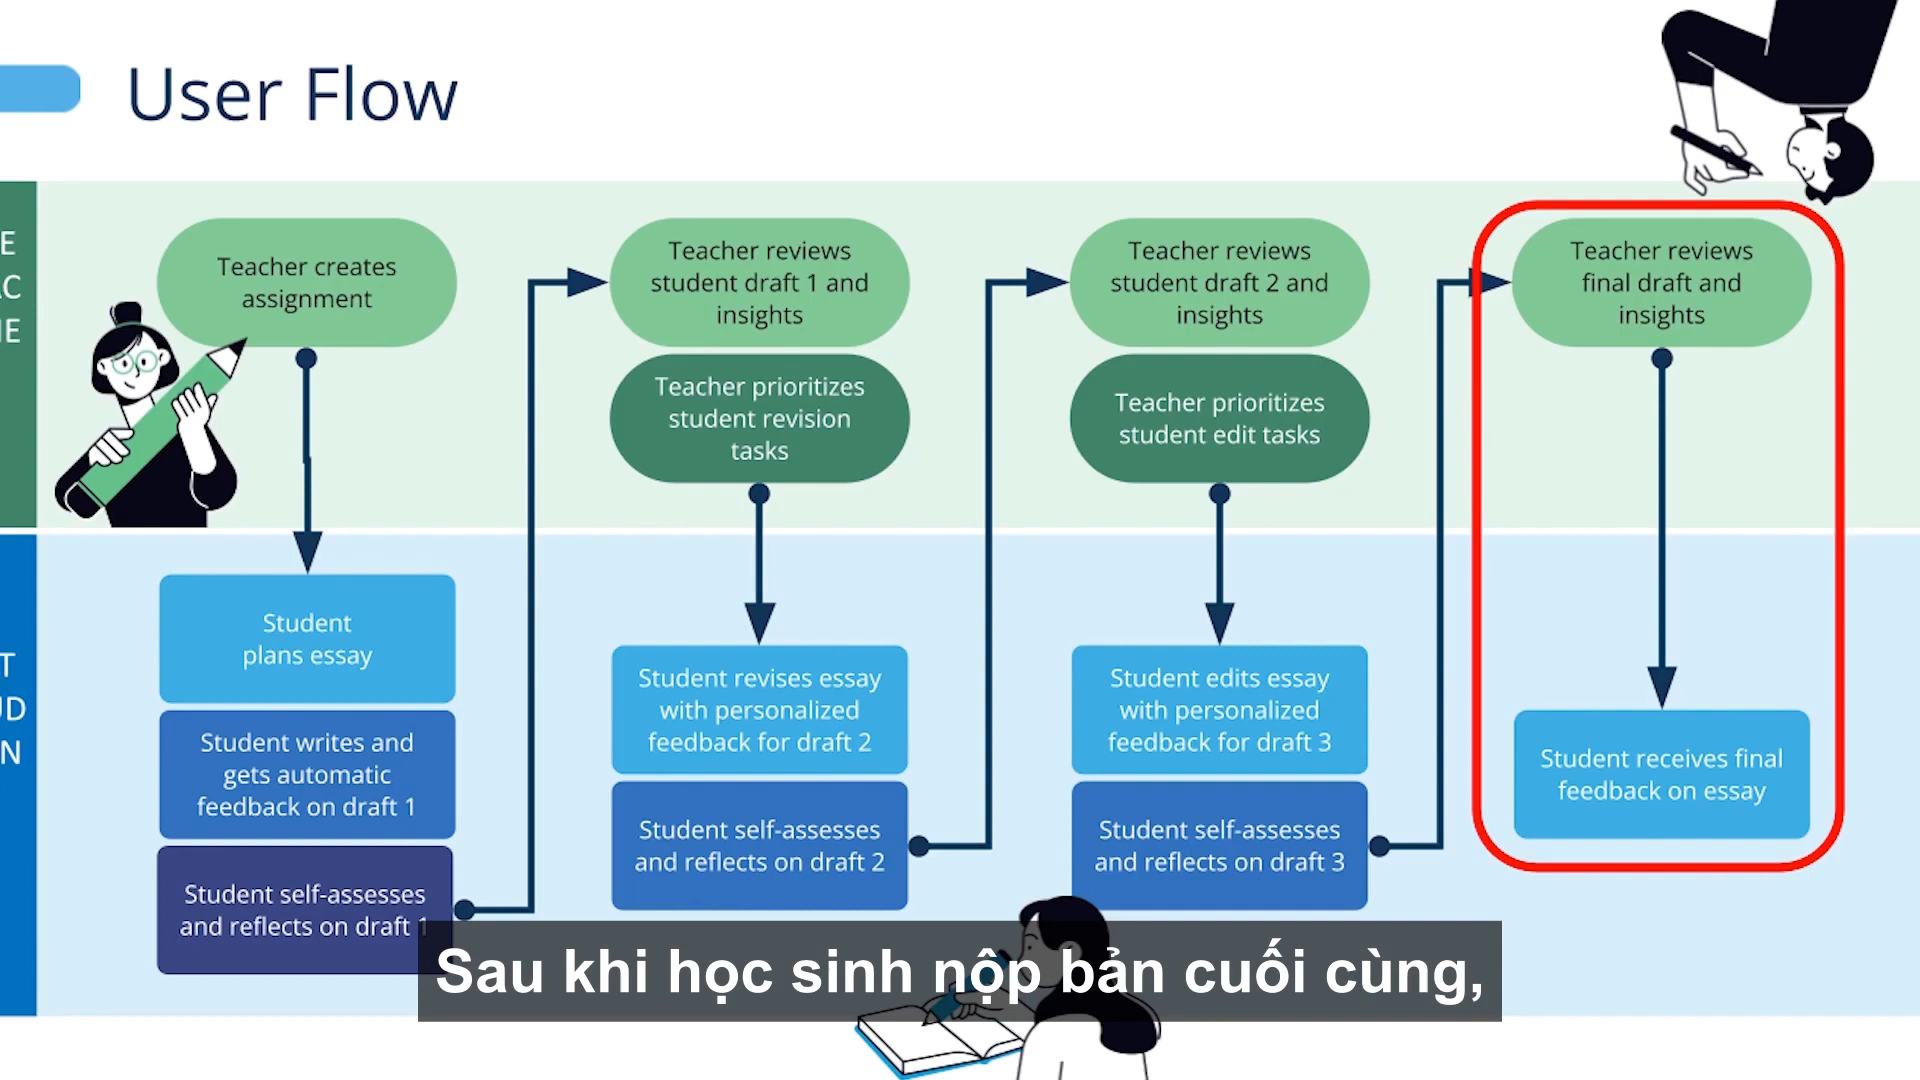 User Flow
E
AC
HE
Teacher creates
assignment
Teacher reviews
student draft 1 and
insights
Teacher prioritizes
student revision
tasks
Teacher reviews
student draft 2 and
insights
Teacher prioritizes
student edit tasks
Teacher reviews
final draft and
insights
T
UD
N
Student
plans essay
Student writes and
gets automatic
feedback on draft 1
Student self-assesses
and reflects on draft 1
Student revises essay
with personalized
feedback for draft 2
Student self-assesses
and reflects on draft 2
Student edits essay
with personalized
feedback for draft 3
Student self-assesses
and reflects on draft 3
Student receives final
feedback on essay
Sau khi học sinh nộp bản cuối cùng,